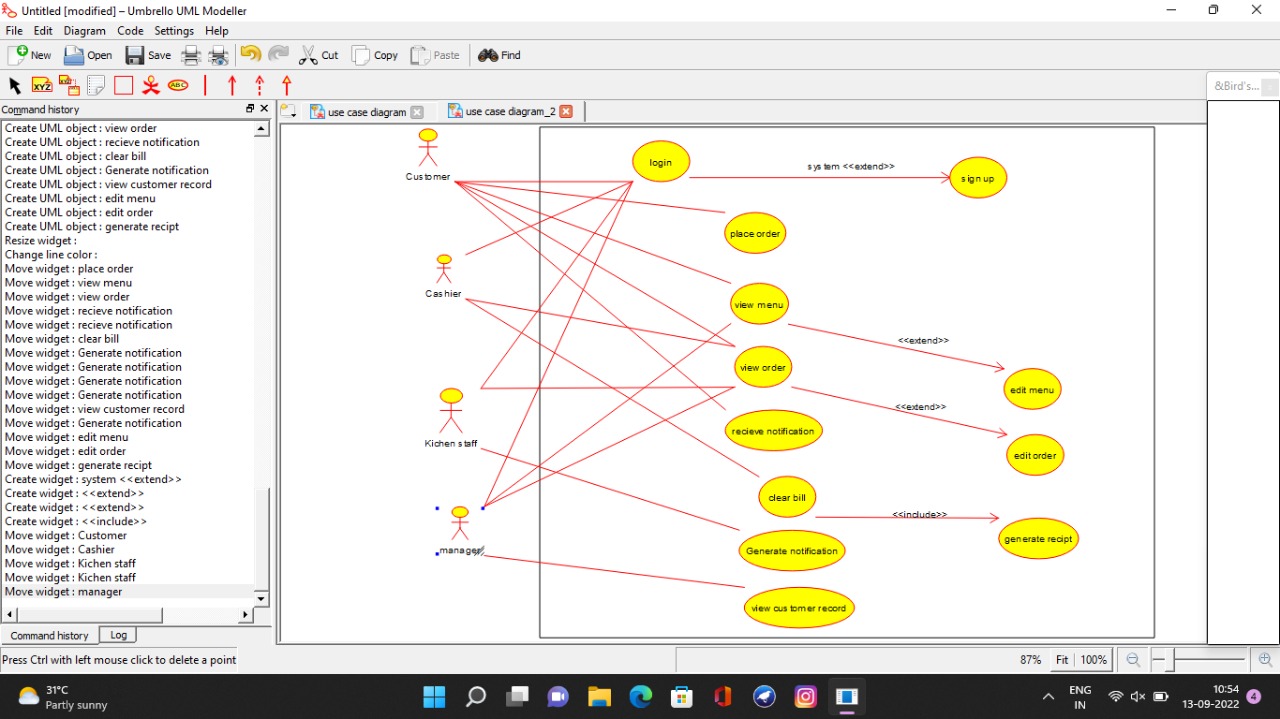 Untitled [modified] – Umbrello UML Modeller
File Edit Diagram Code Settings Help
New Open Save Cut Copy Paste Find
XYZ ABC
&Bird's...
Command history
use case diagram use case diagram_2
Create UML object : view order
Create UML object : recieve notification
Create UML object : clear bill
Create UML object : Generate notification
Create UML object : view customer record
Create UML object : edit menu
Create UML object : edit order
Create UML object : generate recipt
Resize widget :
Change line color :
Move widget : place order
Move widget : view menu
Move widget : view order
Move widget : recieve notification
Move widget : recieve notification
Move widget : clear bill
Move widget : Generate notification
Move widget : Generate notification
Move widget : Generate notification
Move widget : Generate notification
Move widget : view customer record
Move widget : Generate notification
Move widget : edit menu
Move widget : edit order
Move widget : generate recipt
Create widget : system <<extend>>
Create widget : <<extend>>
Create widget : <<extend>>
Create widget : <<include>>
Move widget : Customer
Move widget : Cashier
Move widget : Kichen staff
Move widget : Kichen staff
Move widget : manager
Command history Log
Press Ctrl with left mouse click to delete a point
Customer
login
system <<extend>>
sign up
place order
Cashier
view menu
<<extend>>
view order
edit menu
<<extend>>
recieve notification
Kichen staff
edit order
clear bill
<<include>>
manager
generate recipt
Generate notification
view customer record
87% Fit 100%
31°C
Partly sunny
ENG
IN
10:54
13-09-2022
4